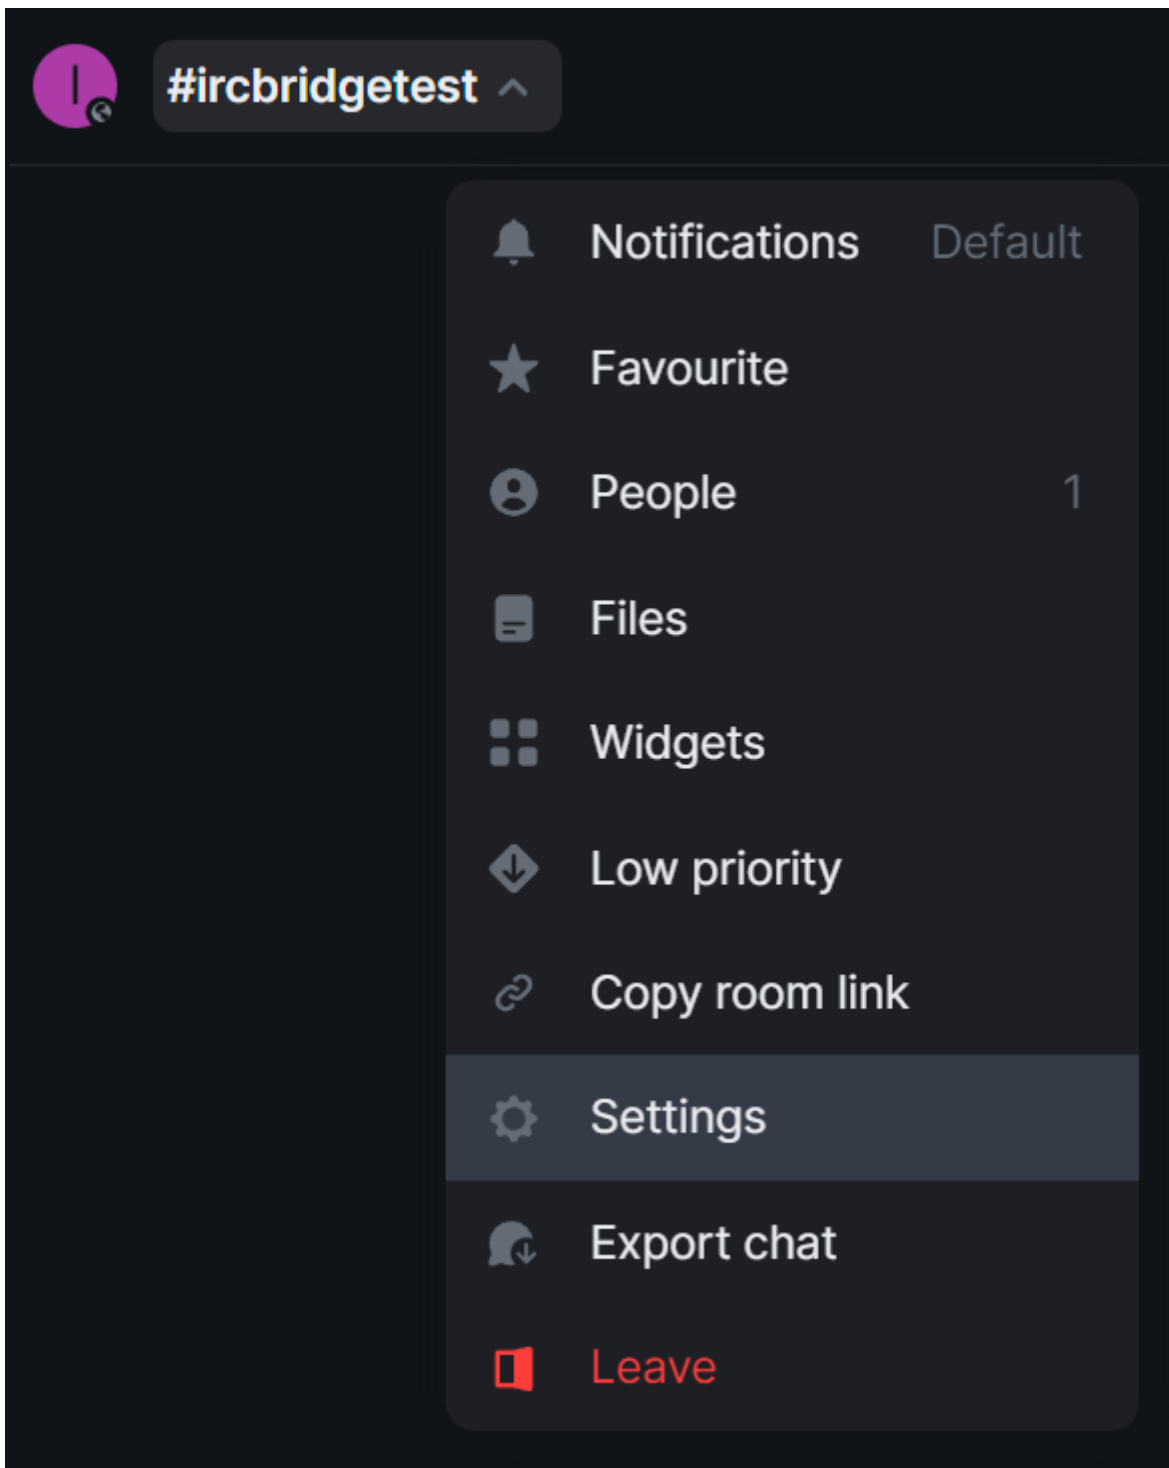 I
#ircbridgetest
Notifications Default
Favourite
People 1
Files
Widgets
Low priority
Copy room link
Settings
Export chat
Leave